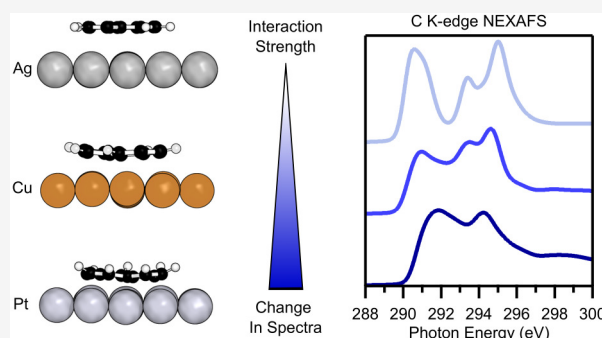 Ag
Cu
Pt
Interaction
Strength
Change
In Spectra
C K-edge NEXAFS
288 290 292 294 296 298 300
Photon Energy (eV)